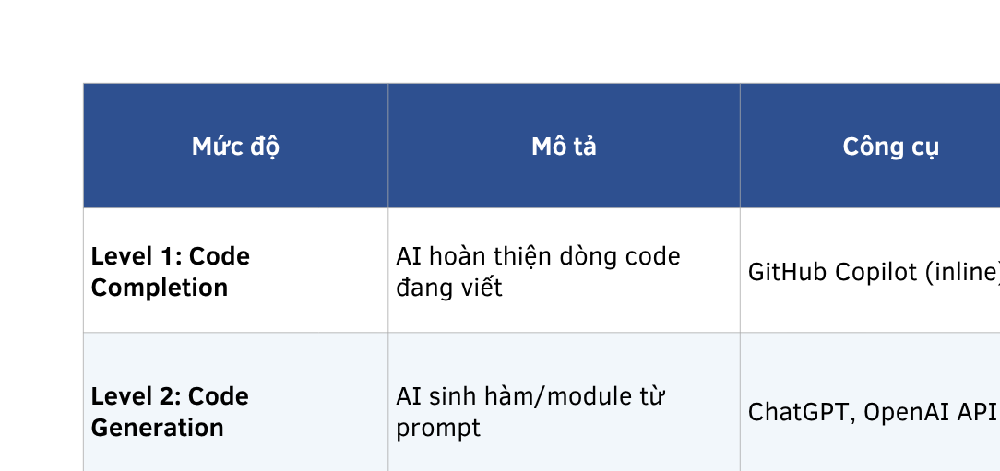 Mức độ
Mô tả
Công cụ
Level 1: Code
Completion
AI hoàn thiện dòng code
đang viết
GitHub Copilot (inline)
Level 2: Code
Generation
AI sinh hàm/module từ
prompt
ChatGPT, OpenAI API